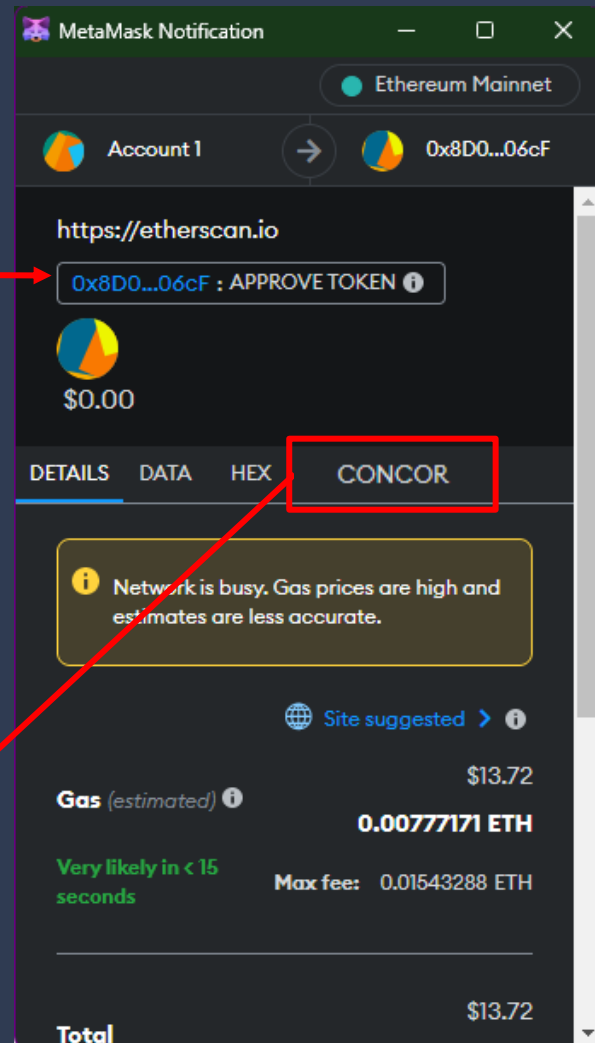 MetaMask Notification
Ethereum Mainnet
Account 1
0x8D0...06cF
https://etherscan.io
0x8D0...06cF : APPROVE TOKEN
$0.00
DETAILS DATA HEX CONCOR
Network is busy. Gas prices are high and
estimates are less accurate.
Site suggested >
$13.72
Gas (estimated)
0.00777171 ETH
Very likely in < 15
seconds
Max fee: 0.01543288 ETH
$13.72
Total